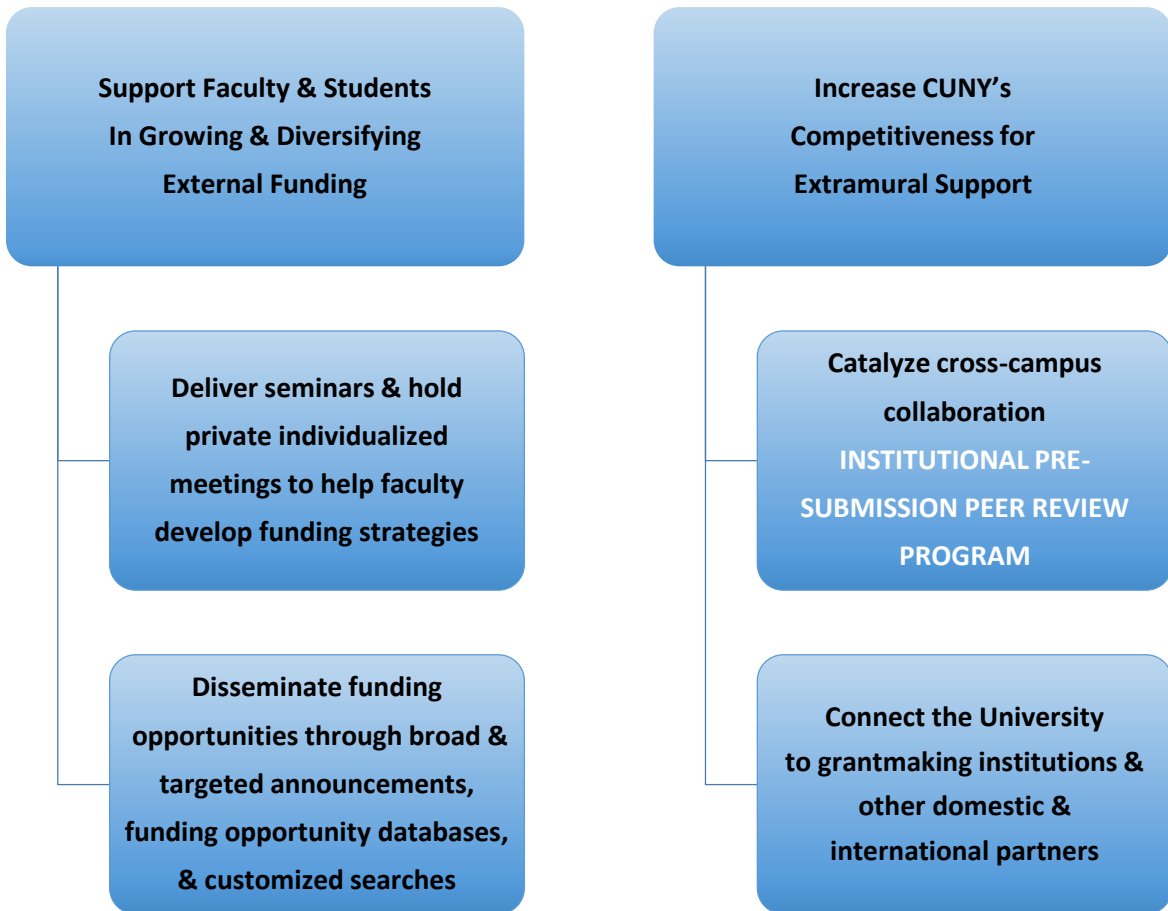 Support Faculty & Students
In Growing & Diversifying
External Funding
Deliver seminars & hold
private individualized
meetings to help faculty
develop funding strategies
Disseminate funding
opportunities through broad &
targeted announcements,
funding opportunity databases,
& customized searches
Increase CUNY’s
Competitiveness for
Extramural Support
Catalyze cross-campus
collaboration
INSTITUTIONAL PRE-
SUBMISSION PEER REVIEW
PROGRAM
Connect the University
to grantmaking institutions &
other domestic &
international partners